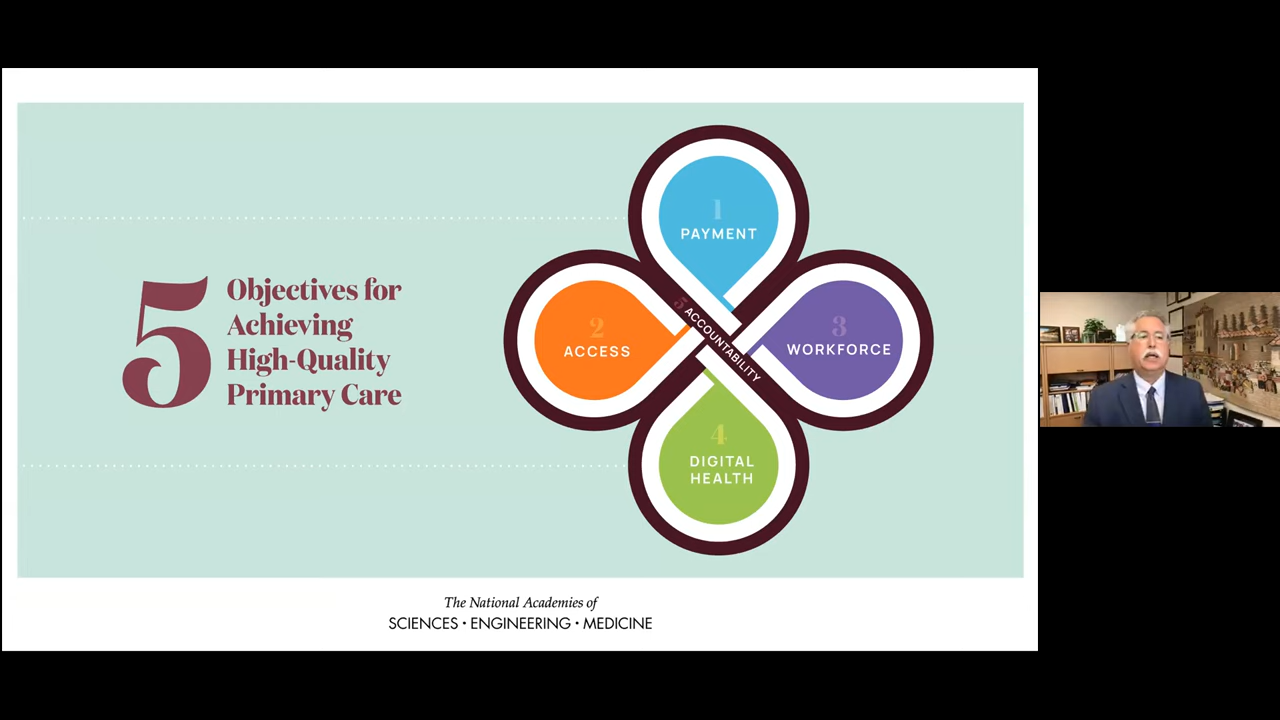 5
Objectives for
Achieving
High-Quality
Primary Care
1
PAYMENT
2
ACCESS
3
WORKFORCE
4
DIGITAL
HEALTH
5 ACCOUNTABILITY
The National Academies of
SCIENCES • ENGINEERING • MEDICINE